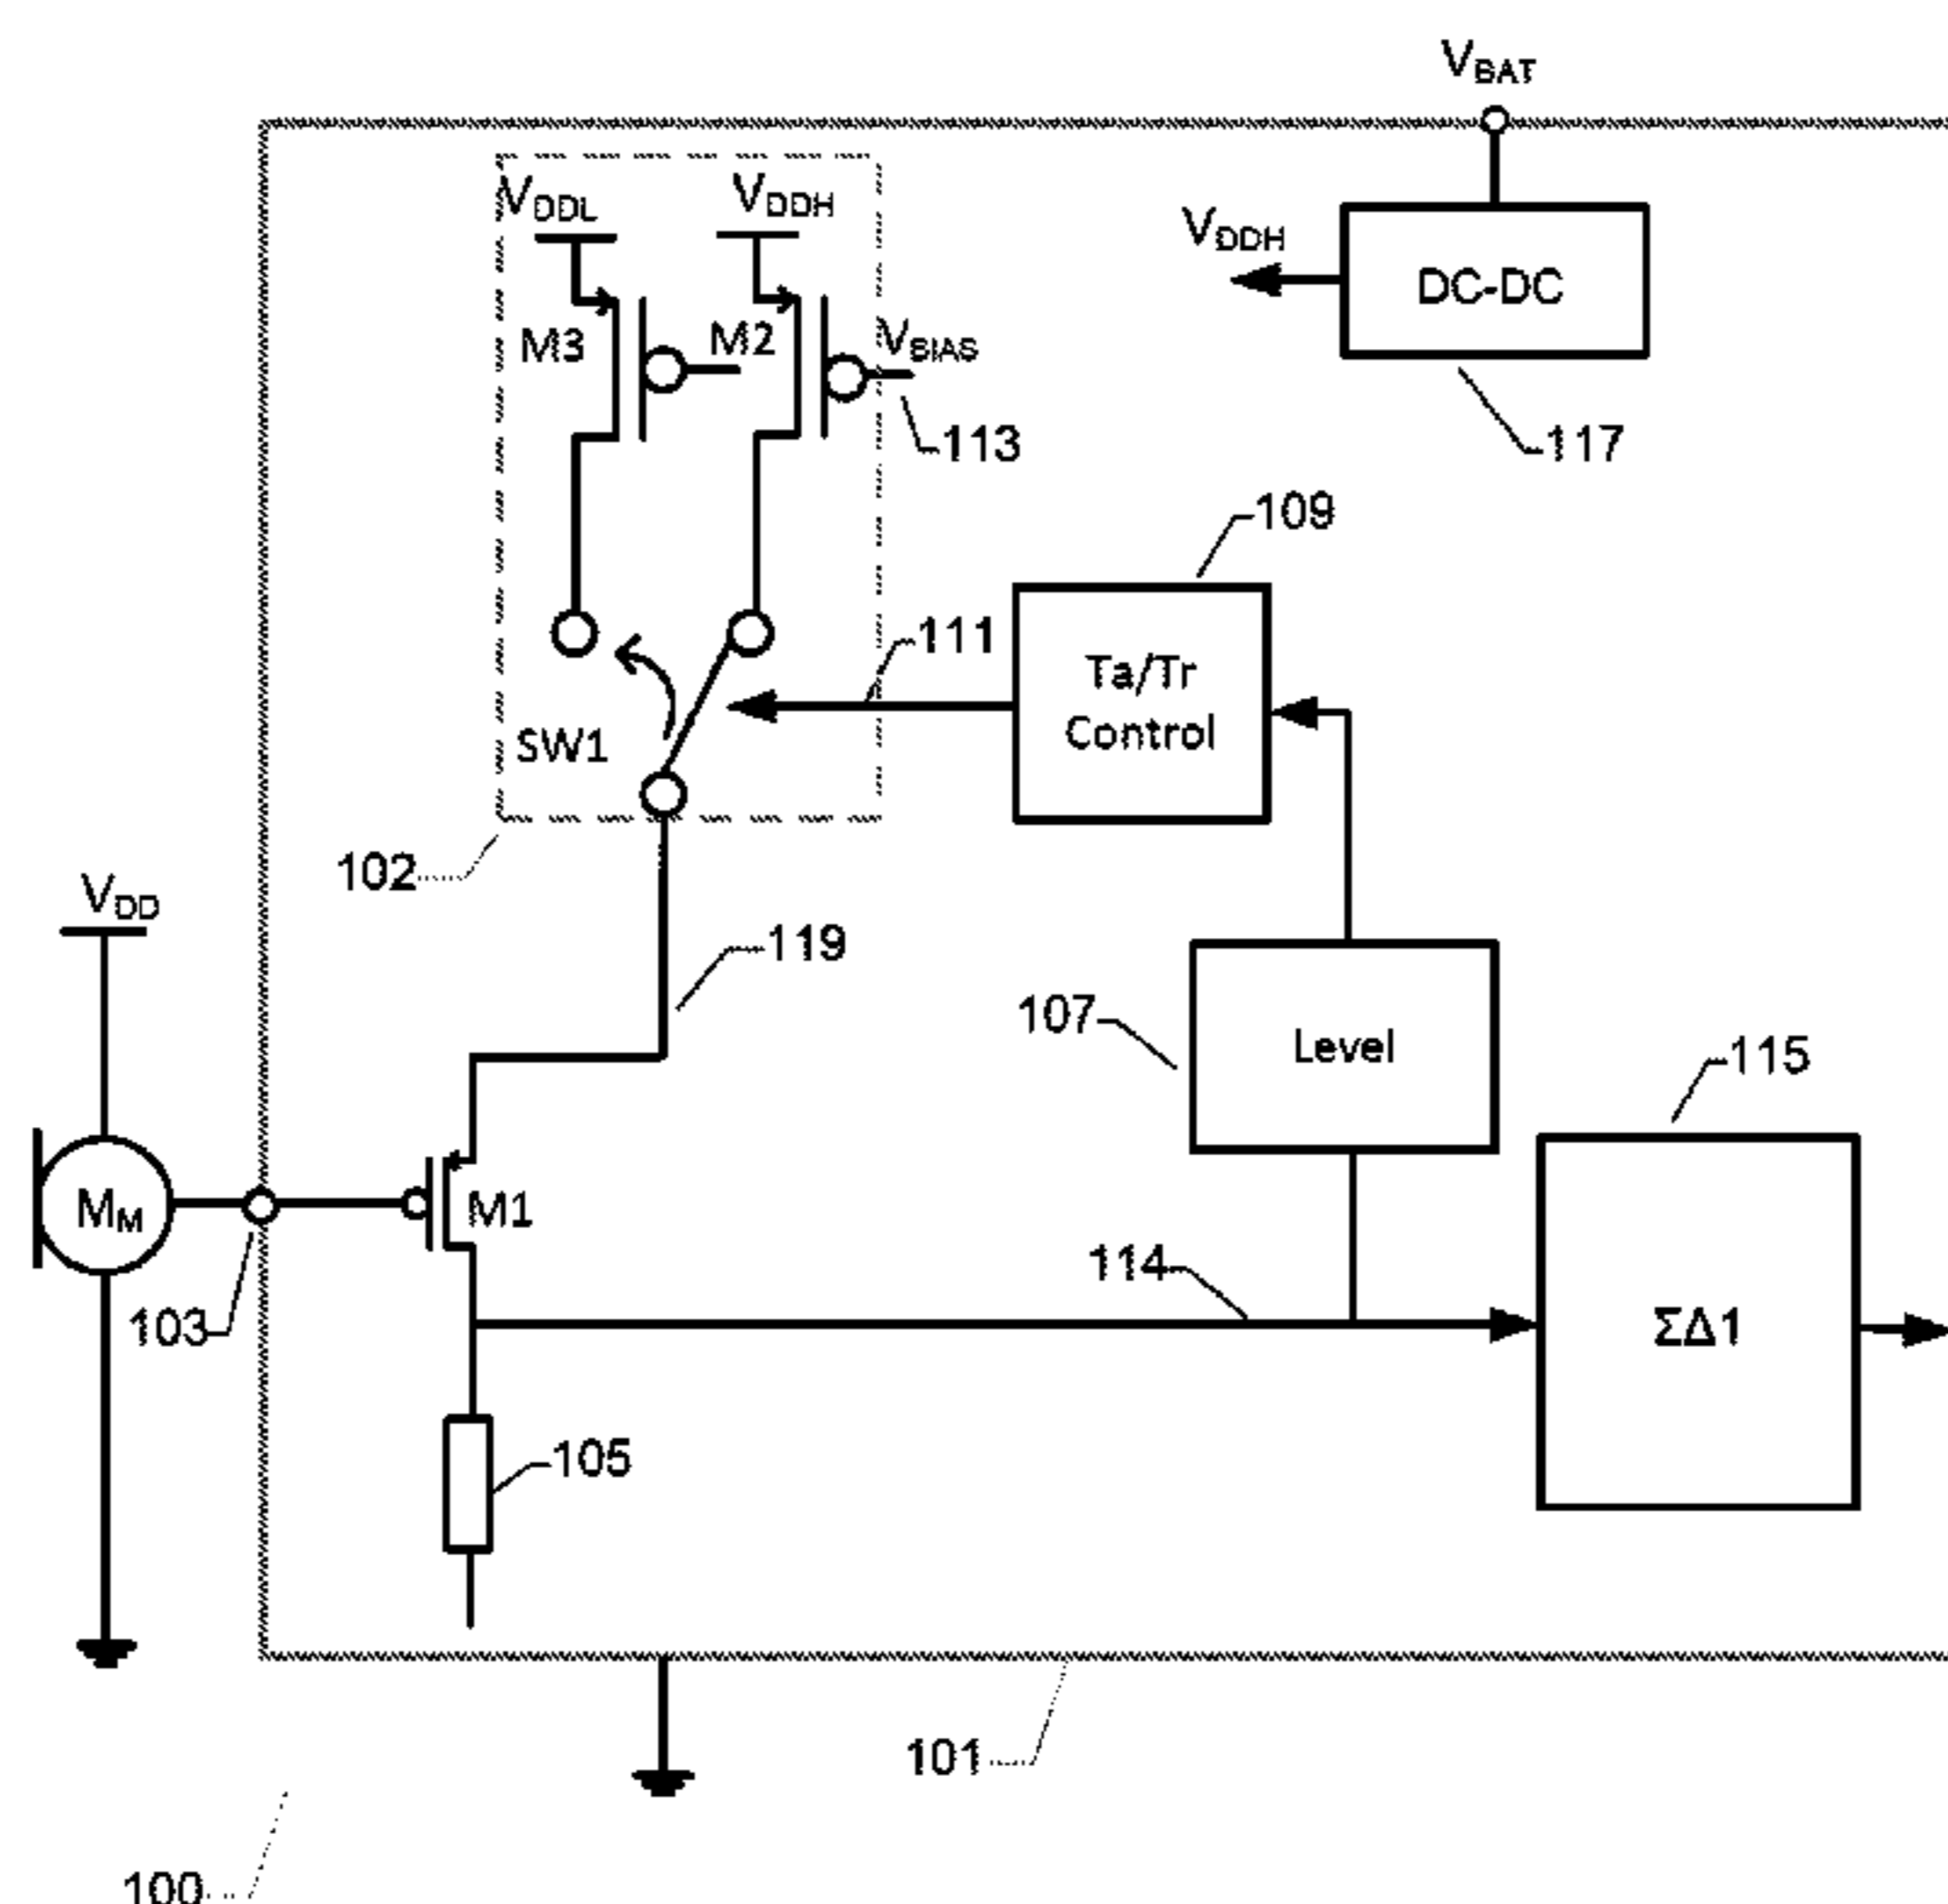 VBAT
VDDL
VDDH
VDDH
DC-DC
M3
M2
VBIAS
113
117
109
111
Ta/Tr
Control
SW1
102
VDD
119
107
Level
115
MM
M1
103
114
ΣΔ1
105
101
100